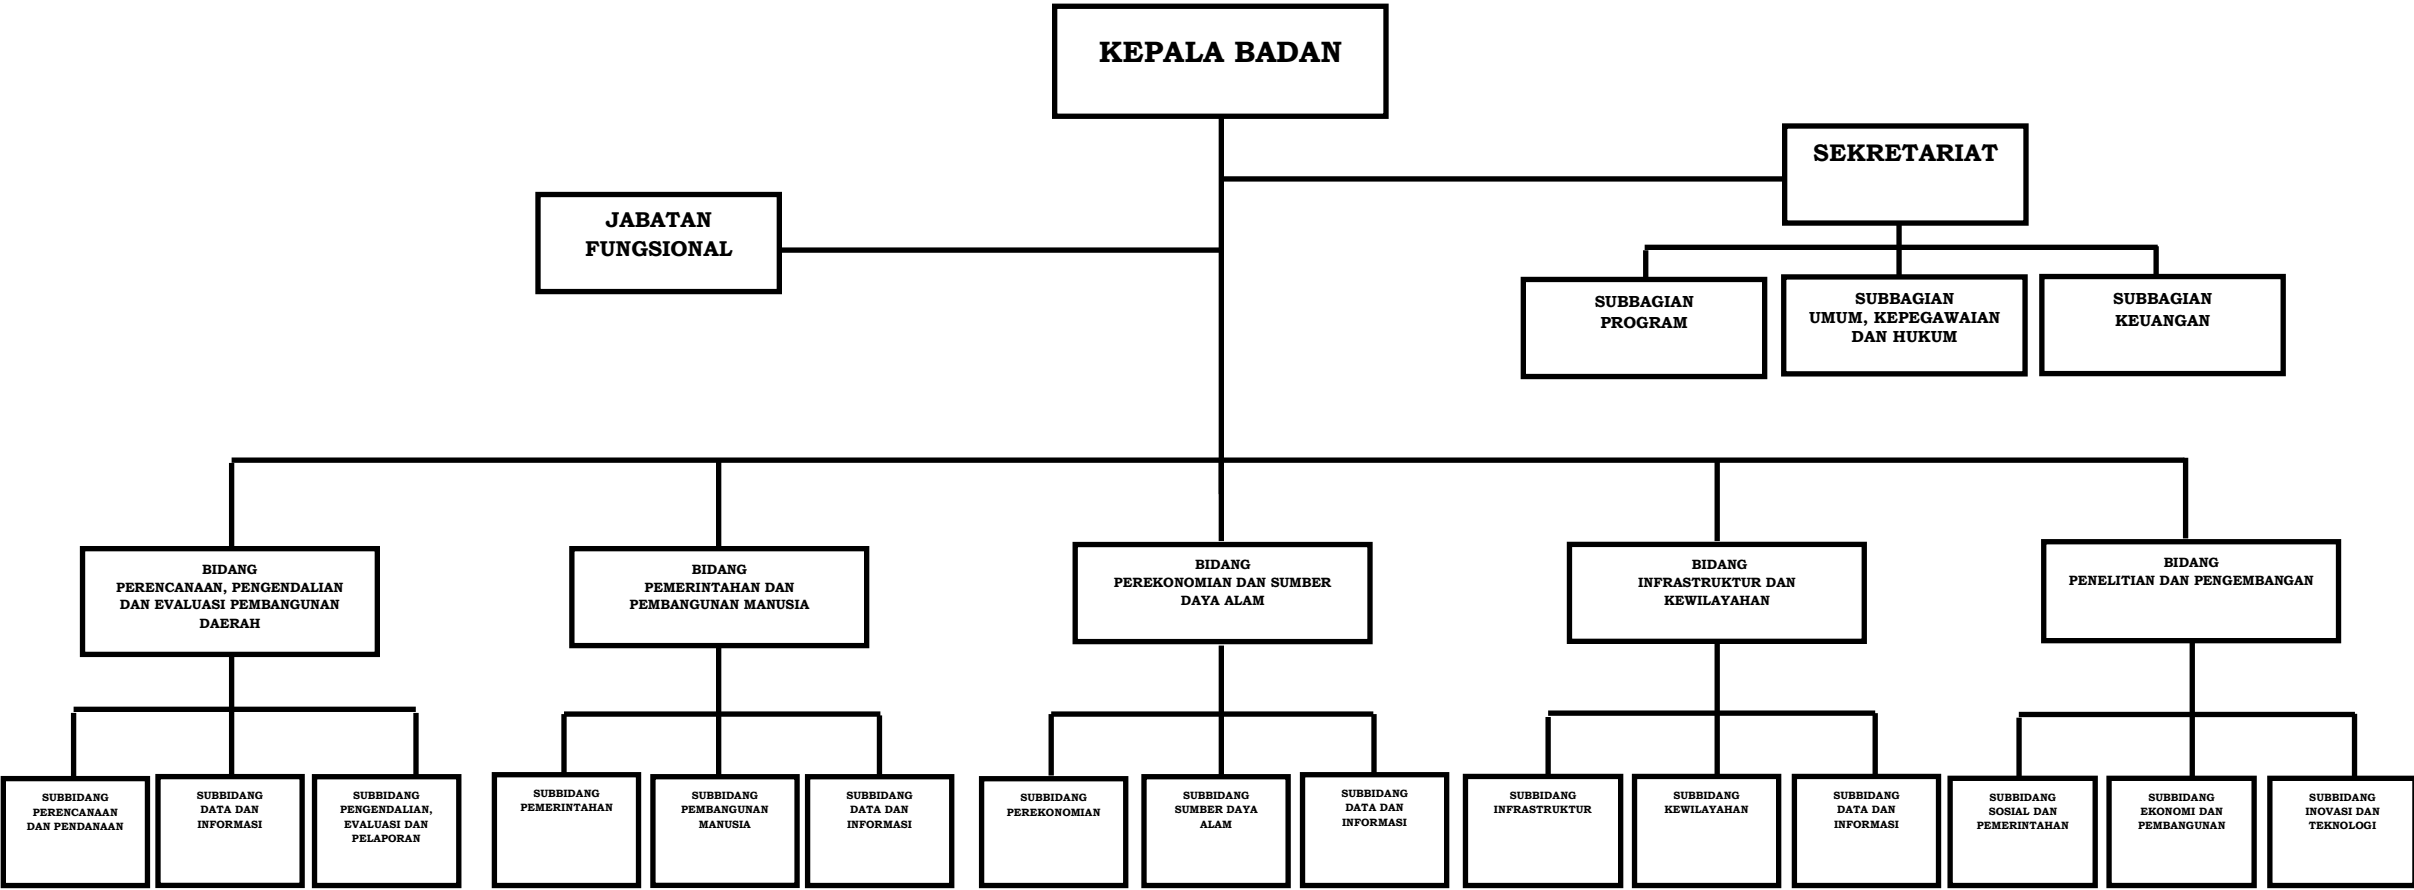 KEPALA BADAN
SEKRETARIAT
JABATAN
FUNGSIONAL
SUBBAGIAN
PROGRAM
SUBBAGIAN
UMUM, KEPEGAWAIAN
DAN HUKUM
SUBBAGIAN
KEUANGAN
BIDANG
PERENCANAAN, PENGENDALIAN
DAN EVALUASI PEMBANGUNAN
DAERAH
BIDANG
PEMERINTAHAN DAN
PEMBANGUNAN MANUSIA
BIDANG
PEREKONOMIAN DAN SUMBER
DAYA ALAM
BIDANG
INFRASTRUKTUR DAN
KEWILAYAHAN
BIDANG
PENELITIAN DAN PENGEMBANGAN
SUBBIDANG
PERENCANAAN
DAN PENDANAAN
SUBBIDANG
DATA DAN
INFORMASI
SUBBIDANG
PENGENDALIAN,
EVALUASI DAN
PELAPORAN
SUBBIDANG
PEMERINTAHAN
SUBBIDANG
PEMBANGUNAN
MANUSIA
SUBBIDANG
DATA DAN
INFORMASI
SUBBIDANG
PEREKONOMIAN
SUBBIDANG
SUMBER DAYA
ALAM
SUBBIDANG
DATA DAN
INFORMASI
SUBBIDANG
INFRASTRUKTUR
SUBBIDANG
KEWILAYAHAN
SUBBIDANG
DATA DAN
INFORMASI
SUBBIDANG
SOSIAL DAN
PEMERINTAHAN
SUBBIDANG
EKONOMI DAN
PEMBANGUNAN
SUBBIDANG
INOVASI DAN
TEKNOLOGI